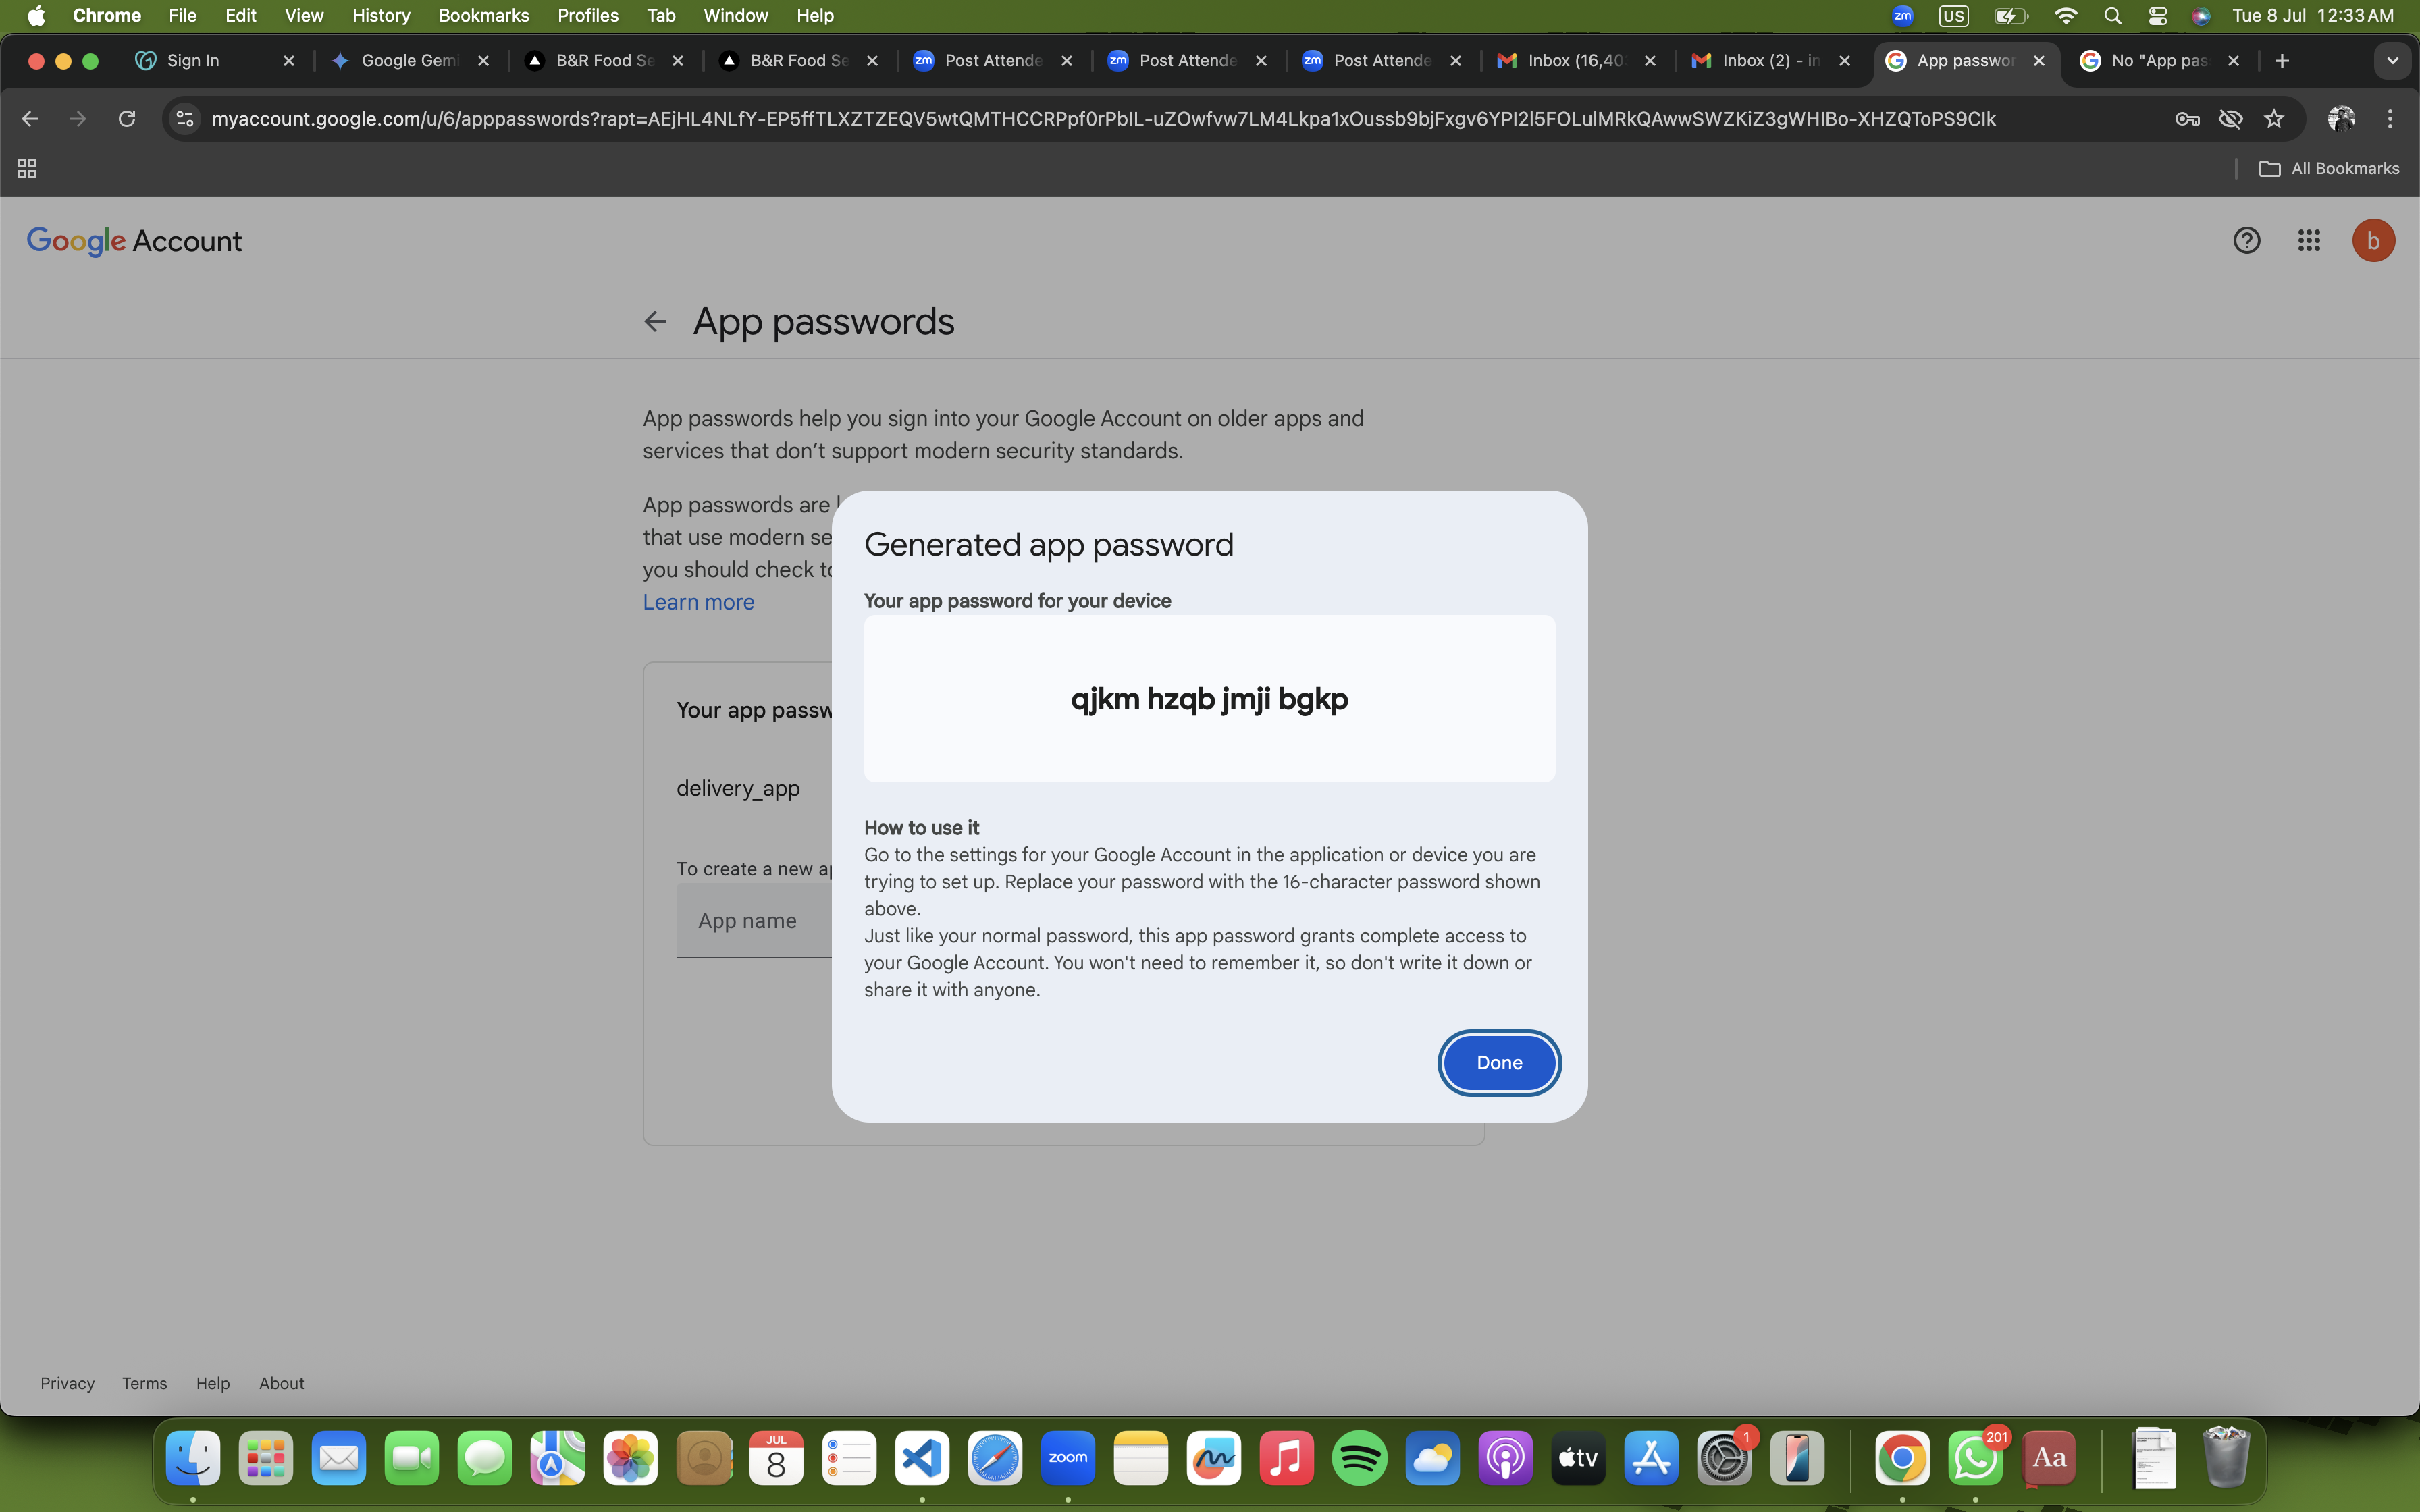 Chrome File Edit View History Bookmarks Profiles Tab Window Help zm US Tue 8 Jul 12:33 AM
Sign In Google Gemi B&R Food Se B&R Food Se zm Post Attende zm Post Attende zm Post Attende Inbox (16,40 Inbox (2) - in App passwor No "App pas
myaccount.google.com/u/6/apppasswords?rapt=AEjHL4NLfY-EP5ffTLXZTZEQV5wtQMTHCCRPpf0rPbIL-uZOwfvw7LM4Lkpa1xOussb9bjFxgv6YPI2l5FOLulMRkQAwwSWZKiZ3gWHIBo-XHZQToPS9CIk
All Bookmarks
Google Account
b
App passwords
App passwords help you sign into your Google Account on older apps and
services that don't support modern security standards.
App passwords are
that use modern se
you should check to
Learn more
Your app passw
delivery_app
To create a new ap
App name
Generated app password
Your app password for your device
qjkm hzqb jmji bgkp
How to use it
Go to the settings for your Google Account in the application or device you are
trying to set up. Replace your password with the 16-character password shown
above.
Just like your normal password, this app password grants complete access to
your Google Account. You won't need to remember it, so don't write it down or
share it with anyone.
Done
Privacy Terms Help About
JUL
8
zoom
tv
1
201
Aa